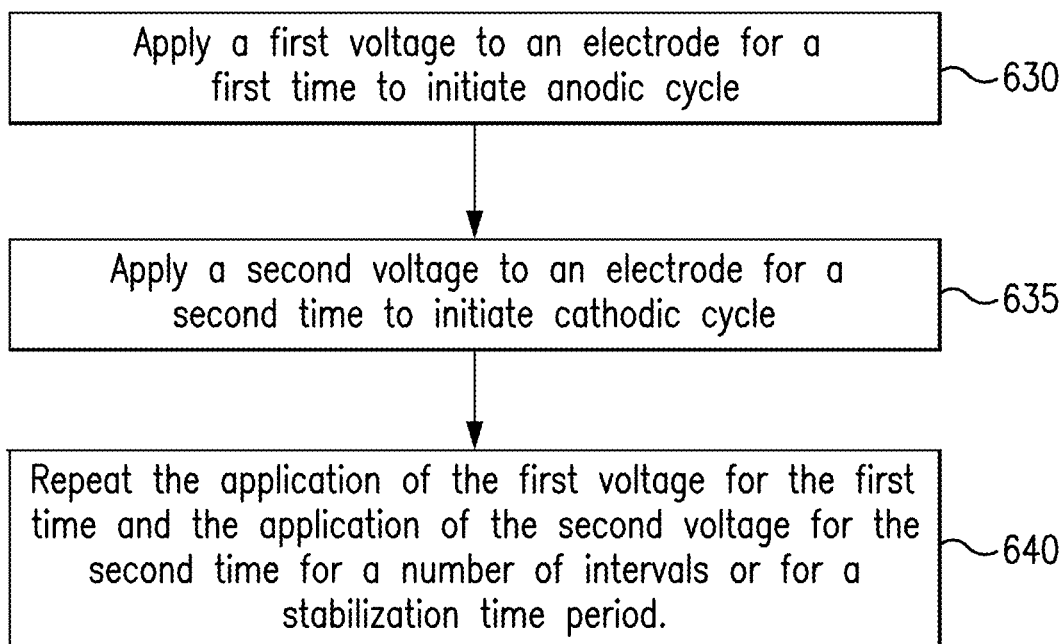 Apply a first voltage to an electrode for a
first time to initiate anodic cycle
630
Apply a second voltage to an electrode for a
second time to initiate cathodic cycle
635
Repeat the application of the first voltage for the first
time and the application of the second voltage for the
second time for a number of intervals or for a
stabilization time period.
640